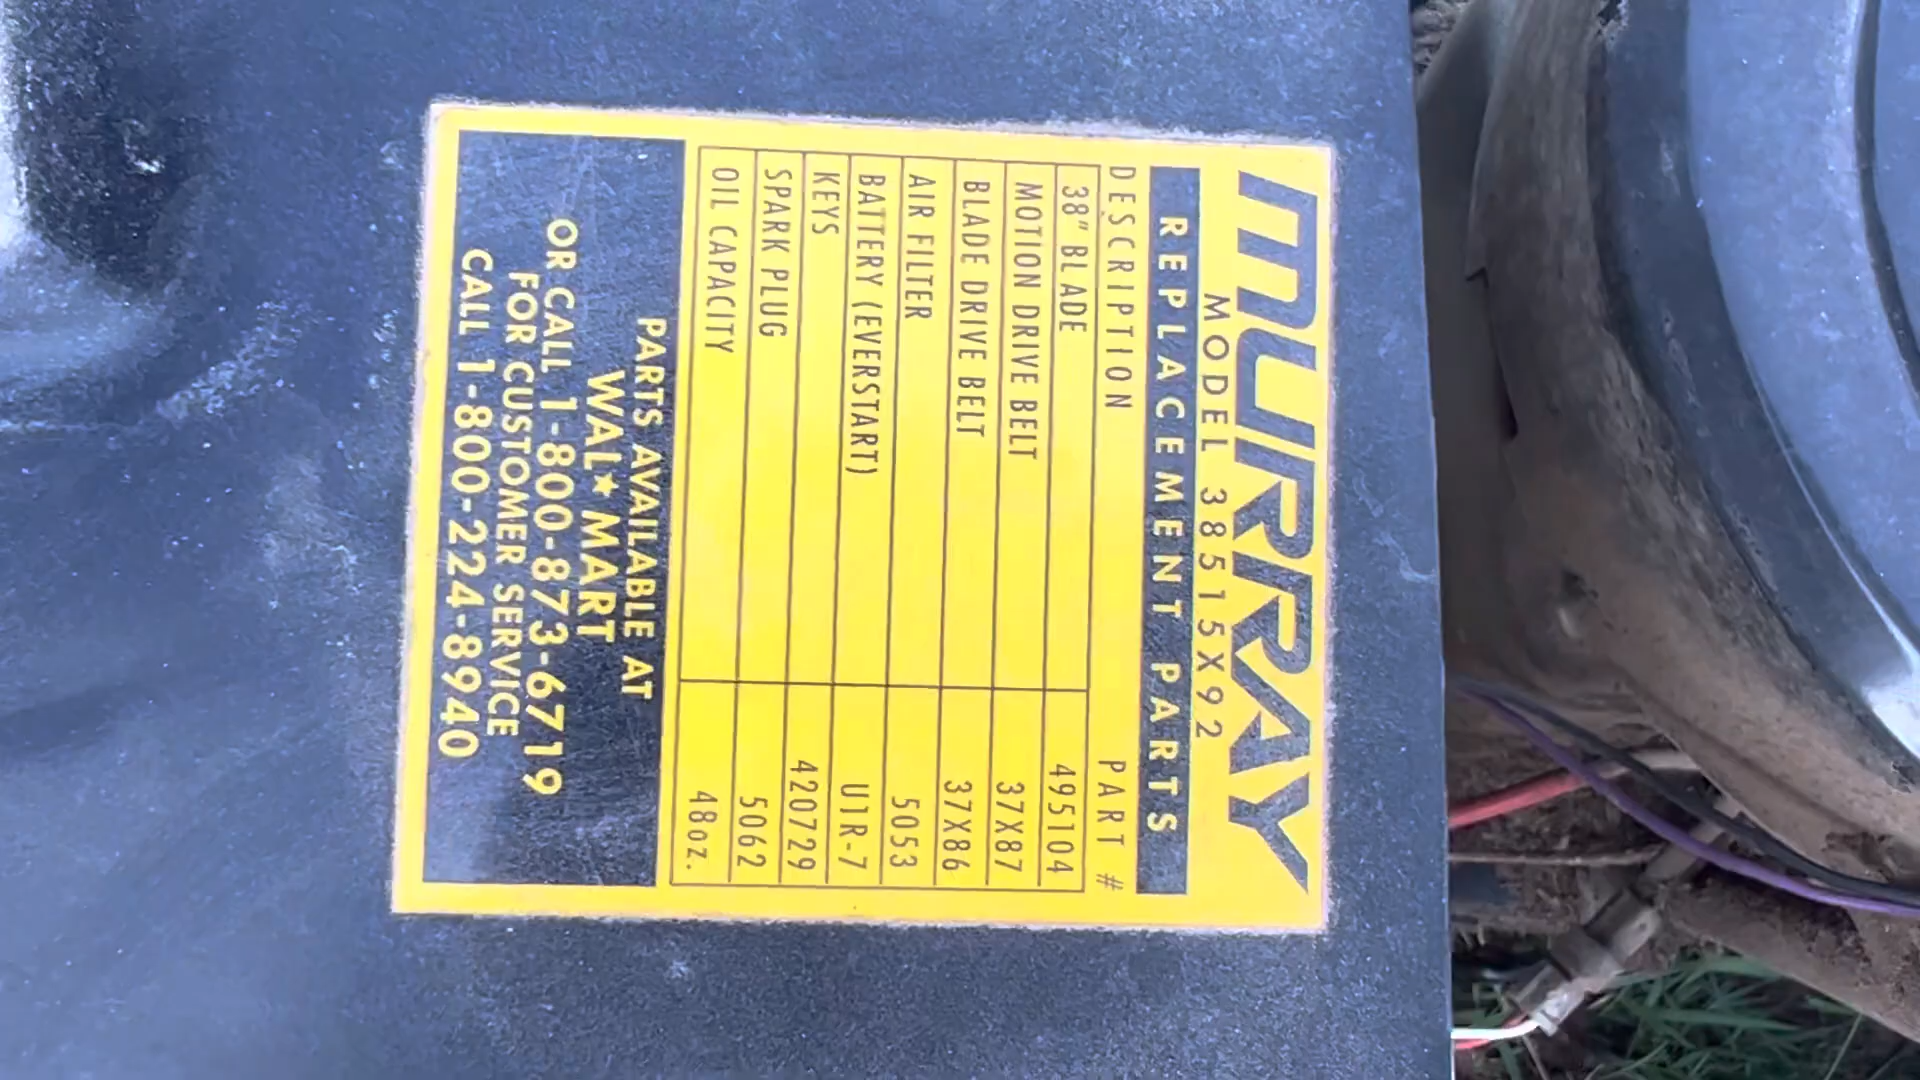 MURRAY
MODEL 38515X92
REPLACEMENT PARTS
DESCRIPTION PART #
38" BLADE 495104
MOTION DRIVE BELT 37X87
BLADE DRIVE BELT 37X86
AIR FILTER 5053
BATTERY (EVERSTART) U1R-7
KEYS 420729
SPARK PLUG 5062
OIL CAPACITY 48oz.
PARTS AVAILABLE AT
WAL★MART
OR CALL 1-800-873-6719
FOR CUSTOMER SERVICE
CALL 1-800-224-8940